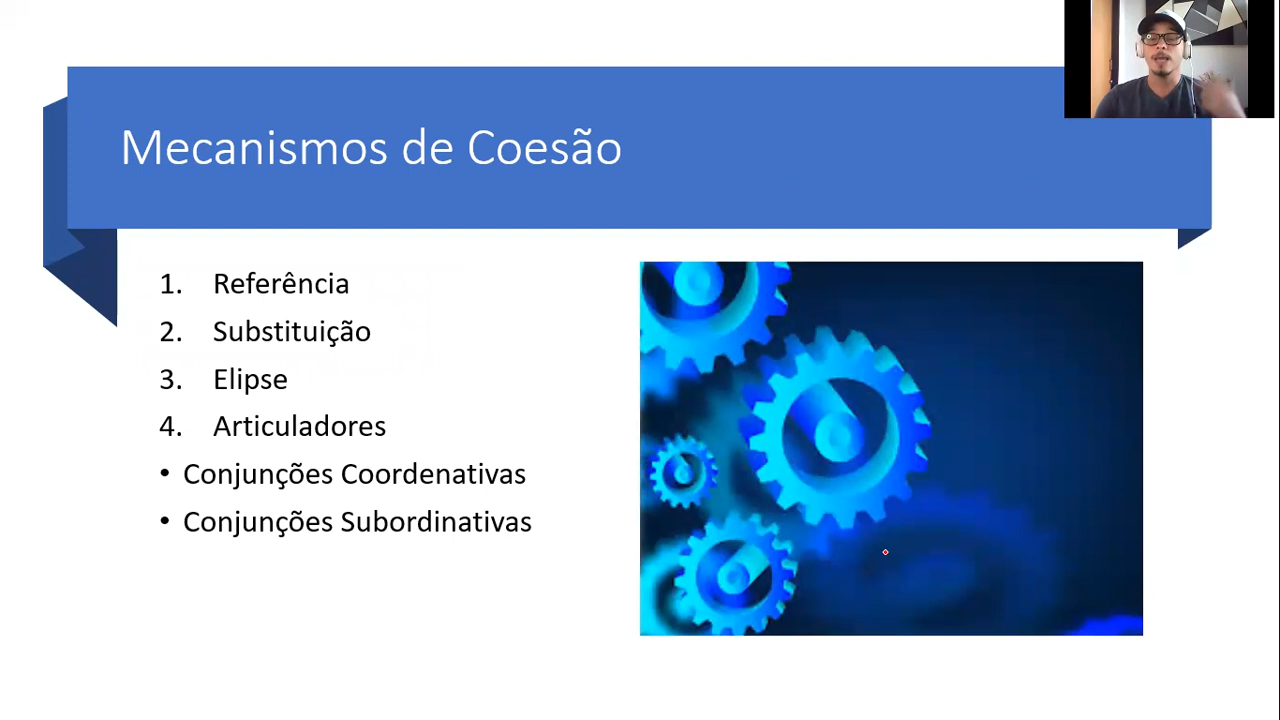 Mecanismos de Coesão
1. Referência
2. Substituição
3. Elipse
4. Articuladores
• Conjunções Coordenativas
• Conjunções Subordinativas